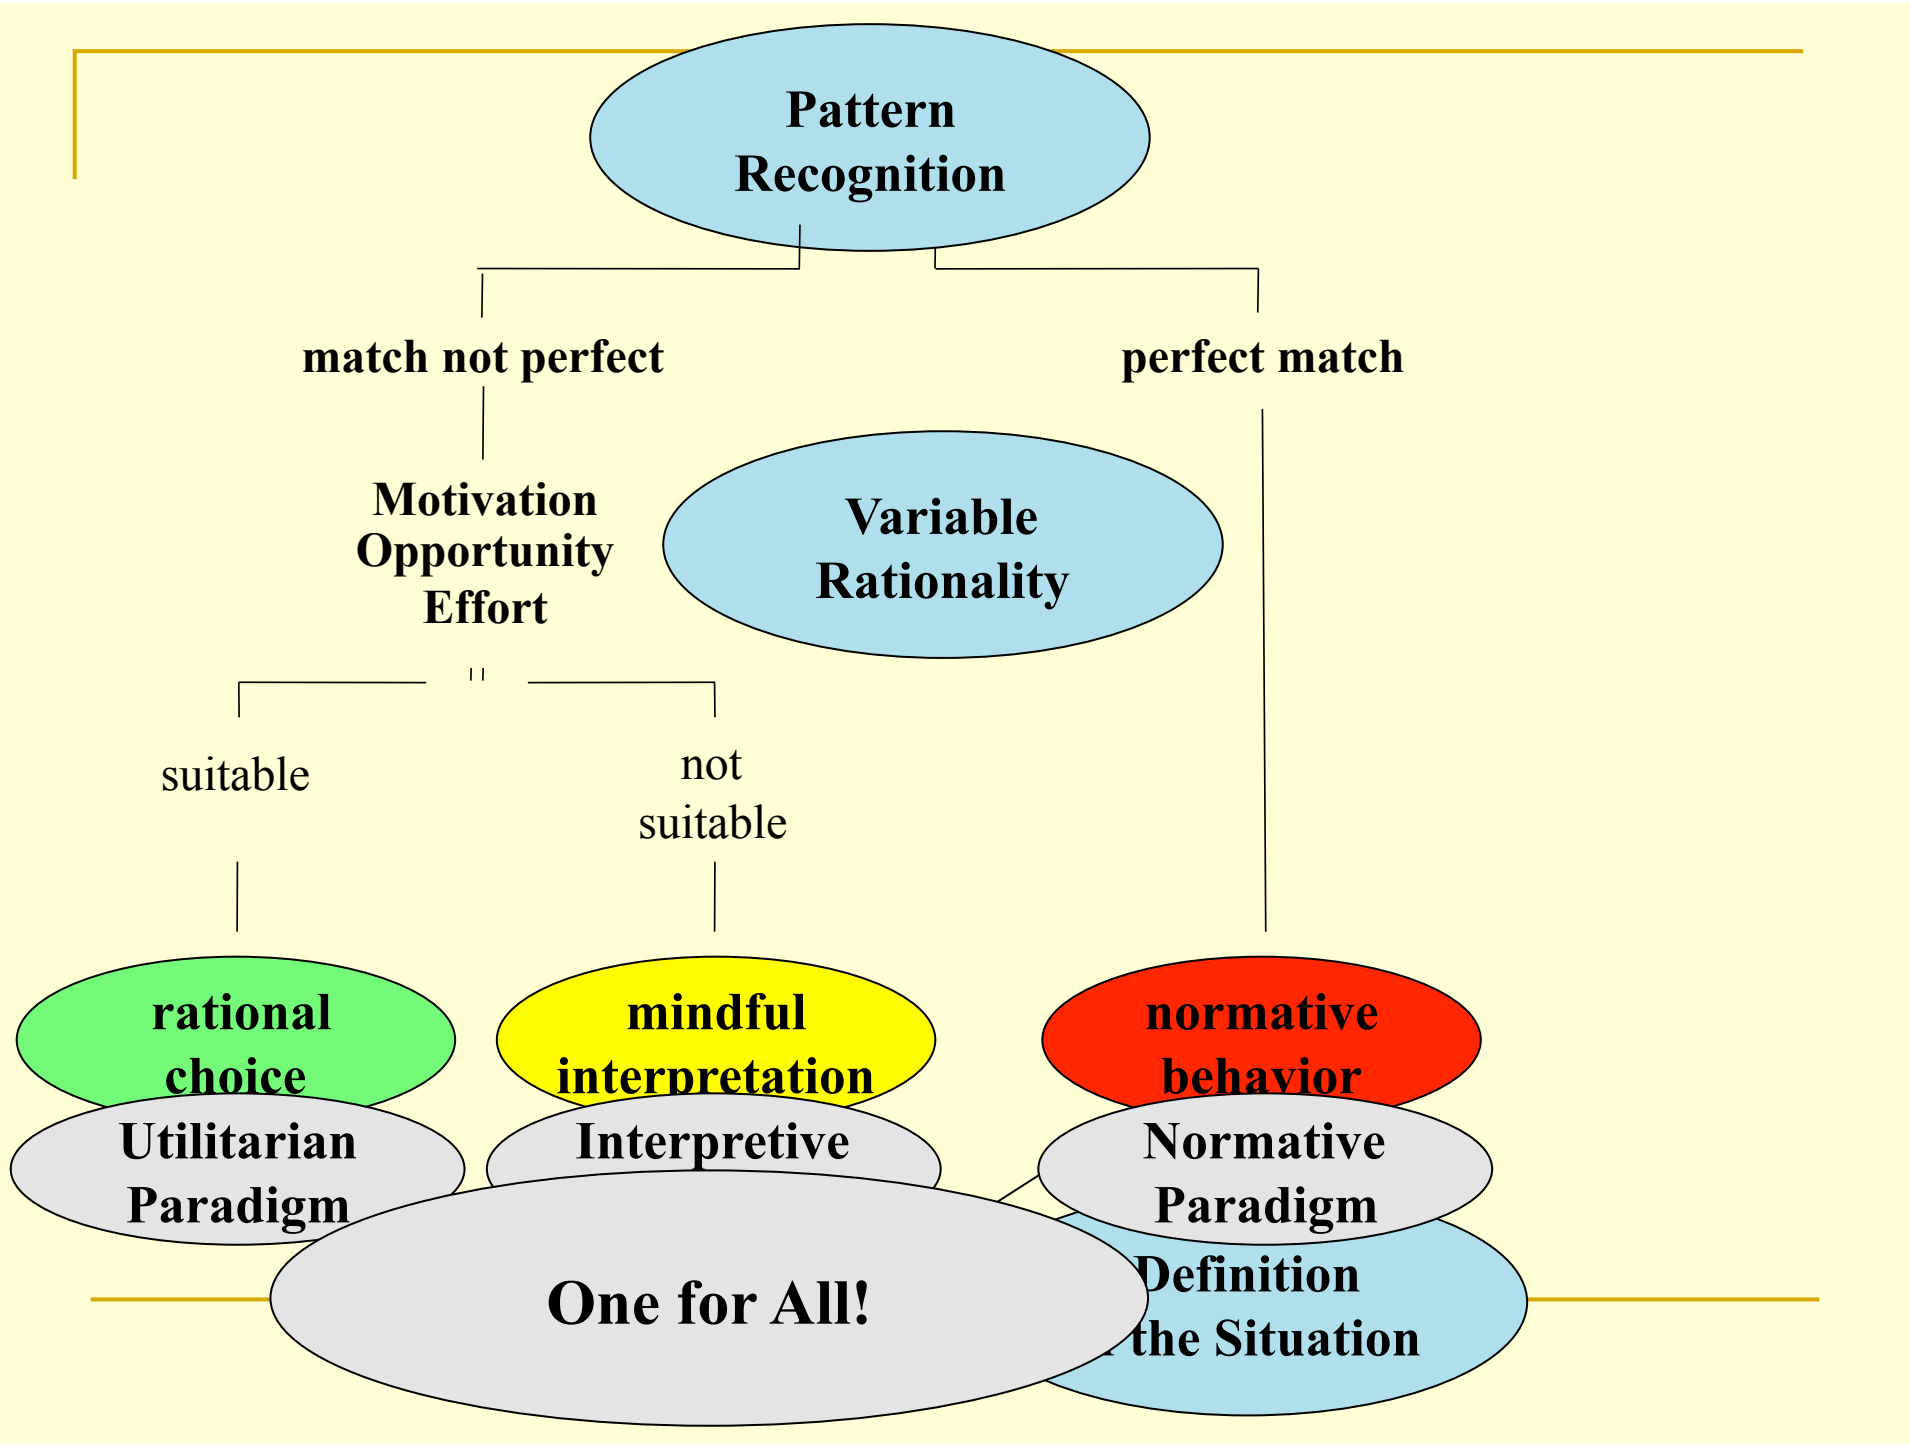 Pattern
Recognition
match not perfect
perfect match
Motivation
Opportunity
Effort
Variable
Rationality
suitable
not
suitable
rational
choice
mindful
interpretation
normative
behavior
Utilitarian
Paradigm
Interpretive
Normative
Paradigm
One for All!
Definition
the Situation